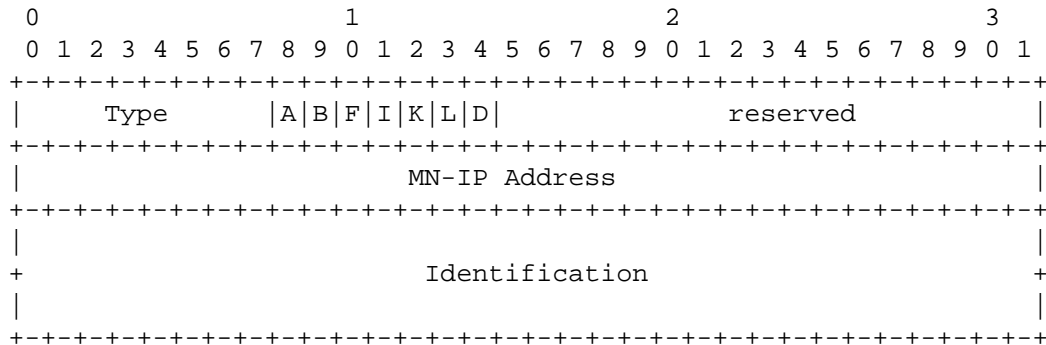 0                   1                   2                   3
 0 1 2 3 4 5 6 7 8 9 0 1 2 3 4 5 6 7 8 9 0 1 2 3 4 5 6 7 8 9 0 1
+-+-+-+-+-+-+-+-+-+-+-+-+-+-+-+-+-+-+-+-+-+-+-+-+-+-+-+-+-+-+-+-+
|     Type      |A|B|F|I|K|L|D|              reserved           |
+-+-+-+-+-+-+-+-+-+-+-+-+-+-+-+-+-+-+-+-+-+-+-+-+-+-+-+-+-+-+-+-+
|                        MN-IP Address                          |
+-+-+-+-+-+-+-+-+-+-+-+-+-+-+-+-+-+-+-+-+-+-+-+-+-+-+-+-+-+-+-+-+
|                                                               |
+                         Identification                        +
|                                                               |
+-+-+-+-+-+-+-+-+-+-+-+-+-+-+-+-+-+-+-+-+-+-+-+-+-+-+-+-+-+-+-+-+